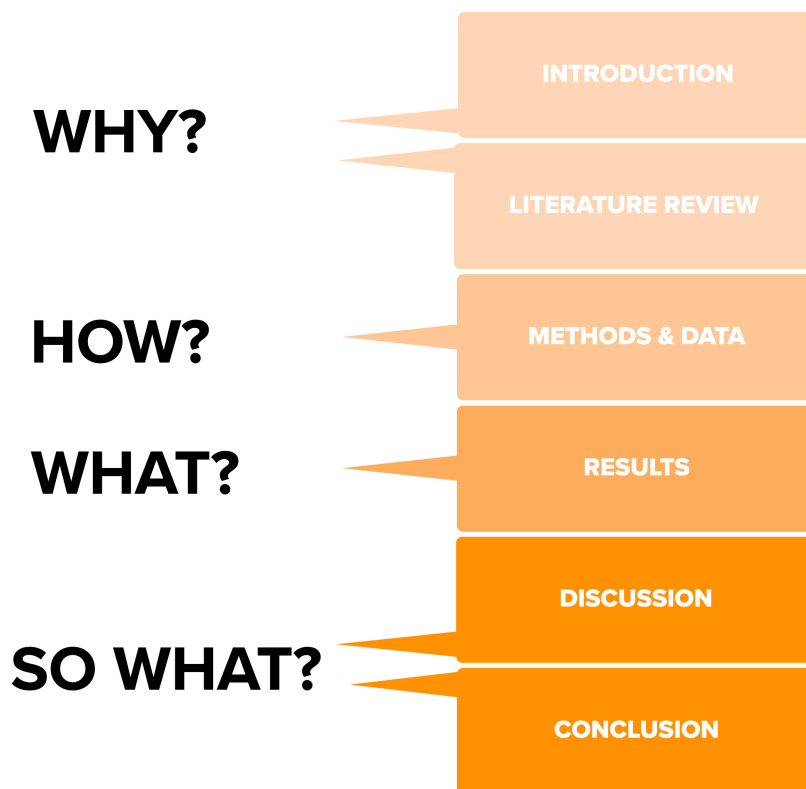 WHY?
INTRODUCTION
LITERATURE REVIEW
HOW?
METHODS & DATA
WHAT?
RESULTS
SO WHAT?
DISCUSSION
CONCLUSION